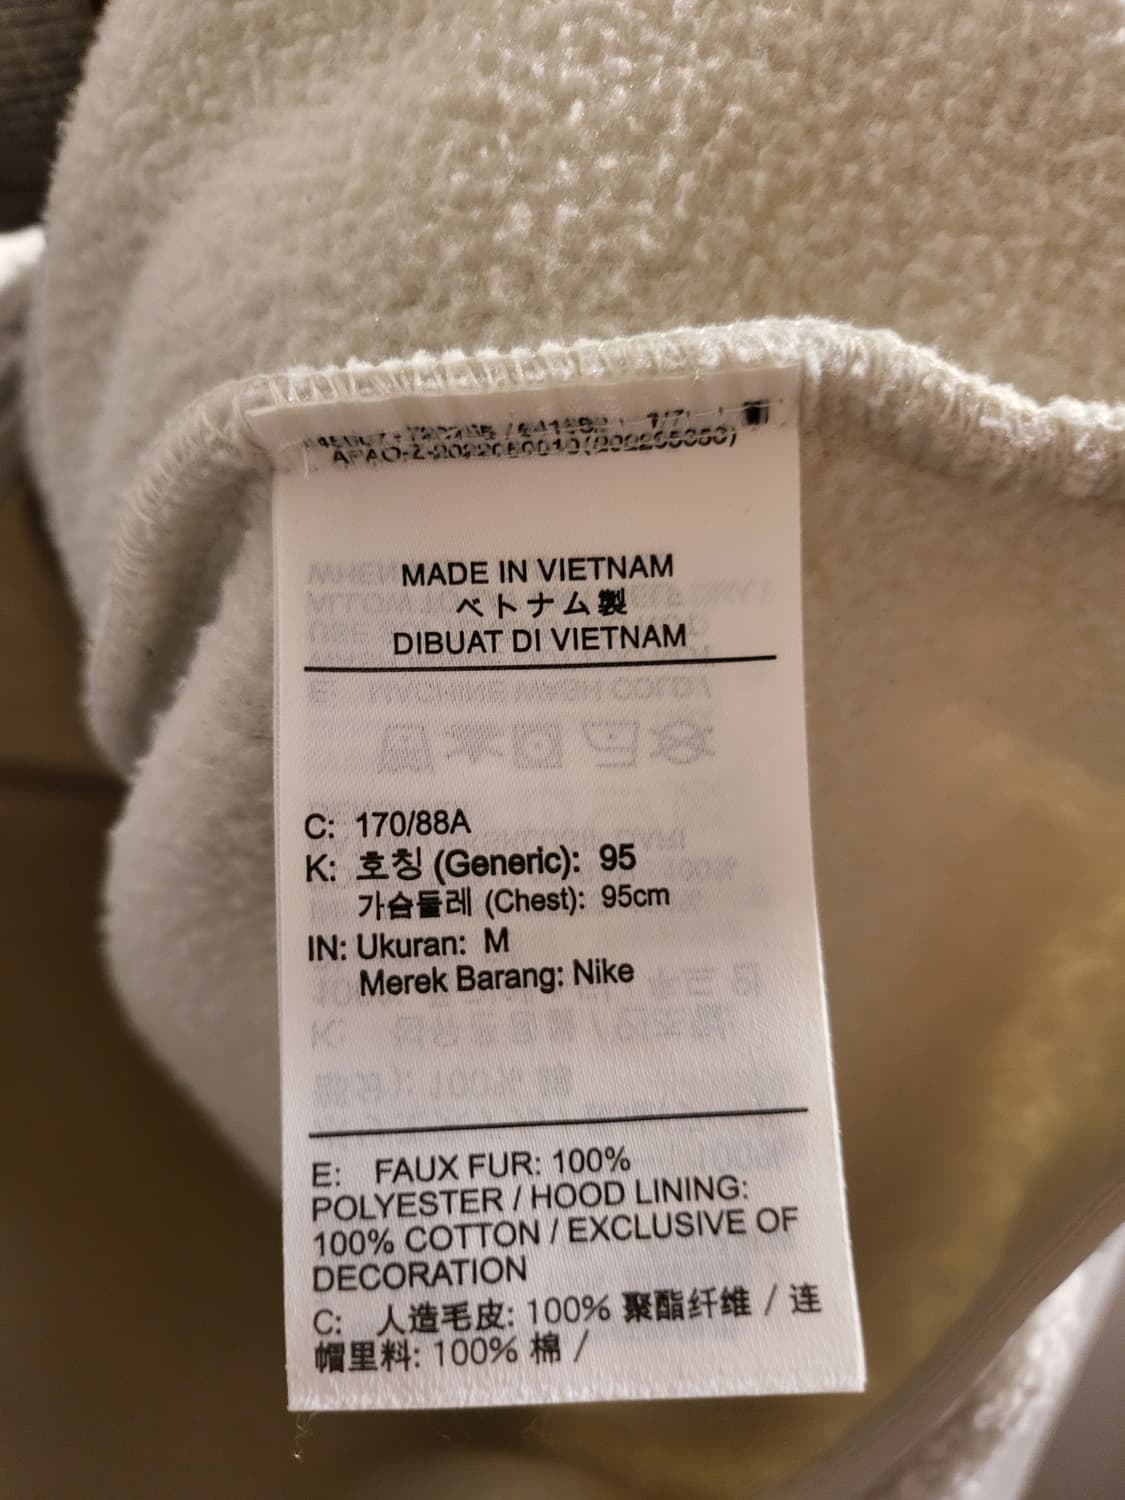 1/7
MADE IN VIETNAM
ベトナム製
DIBUAT DI VIETNAM
C: 170/88A
K: 호칭 (Generic): 95
가슴둘레 (Chest): 95cm
IN: Ukuran: M
Merek Barang: Nike
E: FAUX FUR: 100%
POLYESTER / HOOD LINING:
100% COTTON / EXCLUSIVE OF
DECORATION
C: 人造毛皮: 100% 聚酯纤维 / 连
帽里料: 100% 棉 /